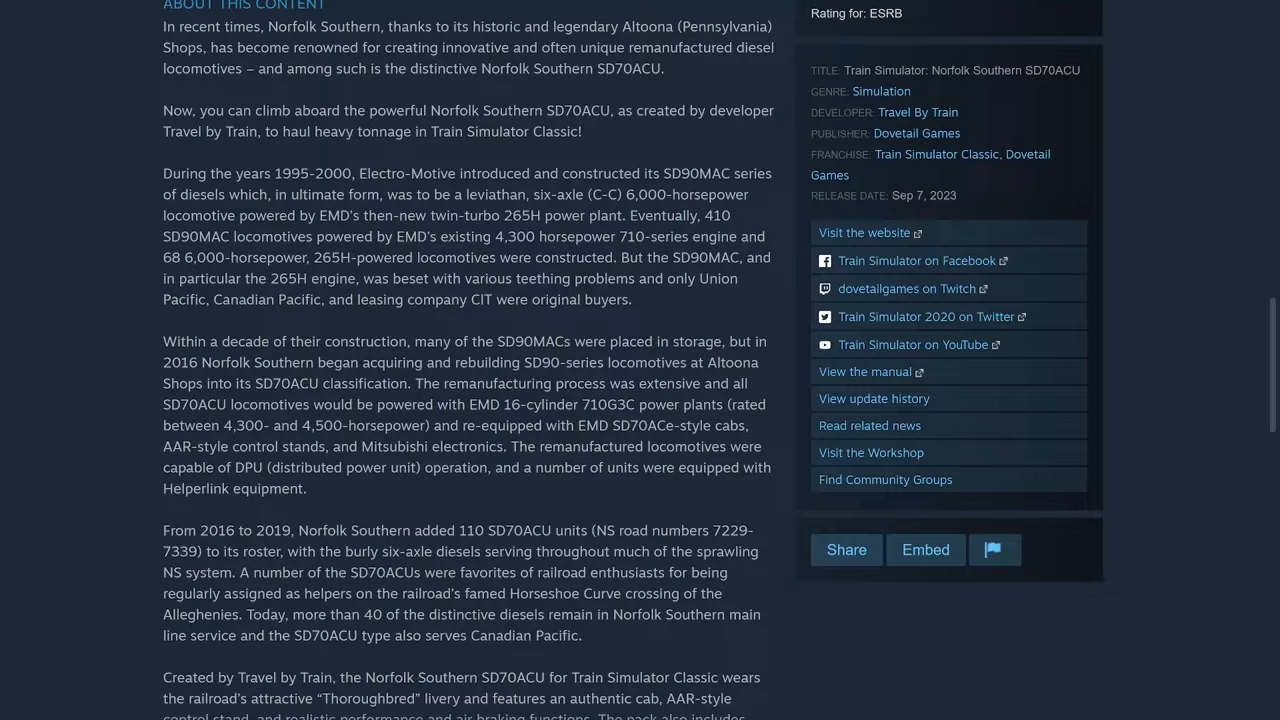 ABOUT THIS CONTENT
In recent times, Norfolk Southern, thanks to its historic and legendary Altoona (Pennsylvania)
Shops, has become renowned for creating innovative and often unique remanufactured diesel
locomotives – and among such is the distinctive Norfolk Southern SD70ACU.
Now, you can climb aboard the powerful Norfolk Southern SD70ACU, as created by developer
Travel by Train, to haul heavy tonnage in Train Simulator Classic!
During the years 1995-2000, Electro-Motive introduced and constructed its SD90MAC series
of diesels which, in ultimate form, was to be a leviathan, six-axle (C-C) 6,000-horsepower
locomotive powered by EMD's then-new twin-turbo 265H power plant. Eventually, 410
SD90MAC locomotives powered by EMD's existing 4,300 horsepower 710-series engine and
68 6,000-horsepower, 265H-powered locomotives were constructed. But the SD90MAC, and
in particular the 265H engine, was beset with various teething problems and only Union
Pacific, Canadian Pacific, and leasing company CIT were original buyers.
Within a decade of their construction, many of the SD90MACs were placed in storage, but in
2016 Norfolk Southern began acquiring and rebuilding SD90-series locomotives at Altoona
Shops into its SD70ACU classification. The remanufacturing process was extensive and all
SD70ACU locomotives would be powered with EMD 16-cylinder 710G3C power plants (rated
between 4,300- and 4,500-horsepower) and re-equipped with EMD SD70ACe-style cabs,
AAR-style control stands, and Mitsubishi electronics. The remanufactured locomotives were
capable of DPU (distributed power unit) operation, and a number of units were equipped with
Helperlink equipment.
From 2016 to 2019, Norfolk Southern added 110 SD70ACU units (NS road numbers 7229-
7339) to its roster, with the burly six-axle diesels serving throughout much of the sprawling
NS system. A number of the SD70ACUs were favorites of railroad enthusiasts for being
regularly assigned as helpers on the railroad's famed Horseshoe Curve crossing of the
Alleghenies. Today, more than 40 of the distinctive diesels remain in Norfolk Southern main
line service and the SD70ACU type also serves Canadian Pacific.
Created by Travel by Train, the Norfolk Southern SD70ACU for Train Simulator Classic wears
the railroad's attractive “Thoroughbred” livery and features an authentic cab, AAR-style
control stand, and realistic performance and air braking functions. The pack also includes
Rating for: ESRB
TITLE: Train Simulator: Norfolk Southern SD70ACU
GENRE: Simulation
DEVELOPER: Travel By Train
PUBLISHER: Dovetail Games
FRANCHISE: Train Simulator Classic, Dovetail
Games
RELEASE DATE: Sep 7, 2023
Visit the website
Train Simulator on Facebook
dovetailgames on Twitch
Train Simulator 2020 on Twitter
Train Simulator on YouTube
View the manual
View update history
Read related news
Visit the Workshop
Find Community Groups
Share
Embed